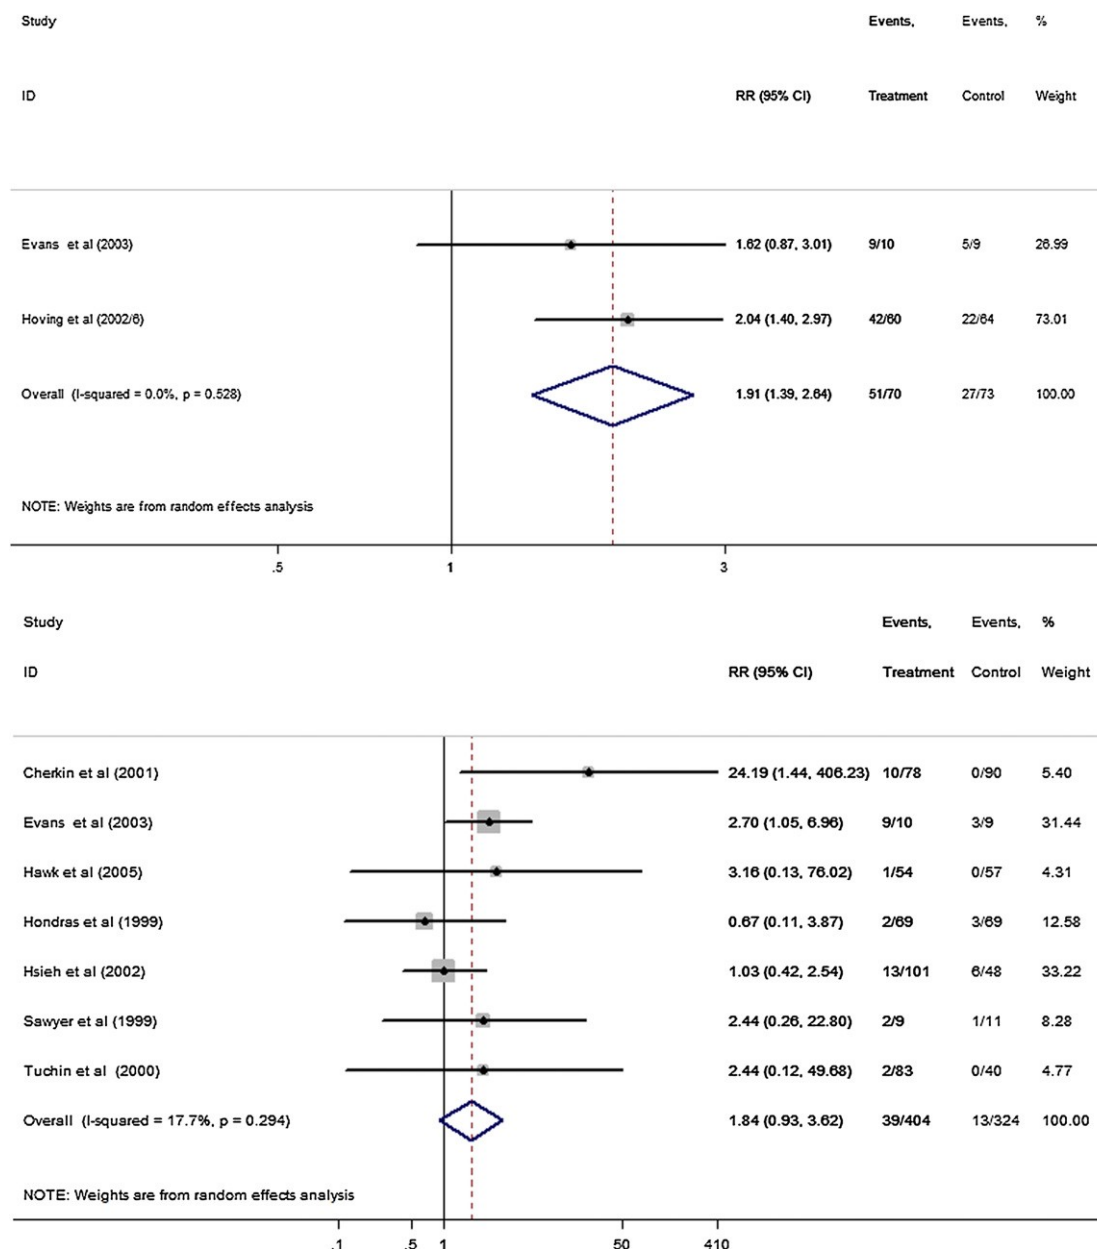 Study Events, Events, %
ID RR (95% CI) Treatment Control Weight
Evans et al (2003) 1.62 (0.87, 3.01) 9/10 5/9 26.99
Hoving et al (2002/6) 2.04 (1.40, 2.97) 42/60 22/64 73.01
Overall (I-squared = 0.0%, p = 0.528) 1.91 (1.39, 2.64) 51/70 27/73 100.00
NOTE: Weights are from random effects analysis
.5 1 3
Study Events, Events, %
ID RR (95% CI) Treatment Control Weight
Cherkin et al (2001) 24.19 (1.44, 406.23) 10/78 0/90 5.40
Evans et al (2003) 2.70 (1.05, 6.96) 9/10 3/9 31.44
Hawk et al (2005) 3.16 (0.13, 76.02) 1/54 0/57 4.31
Hondras et al (1999) 0.67 (0.11, 3.87) 2/69 3/69 12.58
Hsieh et al (2002) 1.03 (0.42, 2.54) 13/101 6/48 33.22
Sawyer et al (1999) 2.44 (0.26, 22.80) 2/9 1/11 8.28
Tuchin et al (2000) 2.44 (0.12, 49.68) 2/83 0/40 4.77
Overall (I-squared = 17.7%, p = 0.294) 1.84 (0.93, 3.62) 39/404 13/324 100.00
NOTE: Weights are from random effects analysis
.1 .5 1 50 410